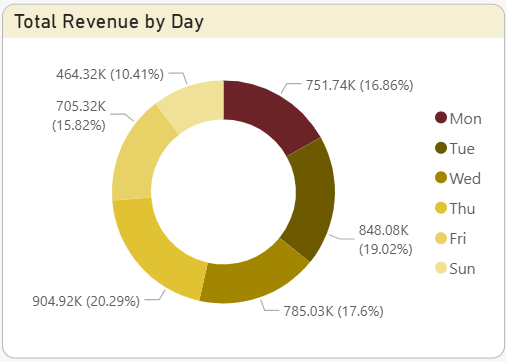 Total Revenue by Day
464.32K (10.41%)
751.74K (16.86%)
705.32K
(15.82%)
Mon
Tue
Wed
Thu
Fri
Sun
848.08K
(19.02%)
904.92K (20.29%)
785.03K (17.6%)